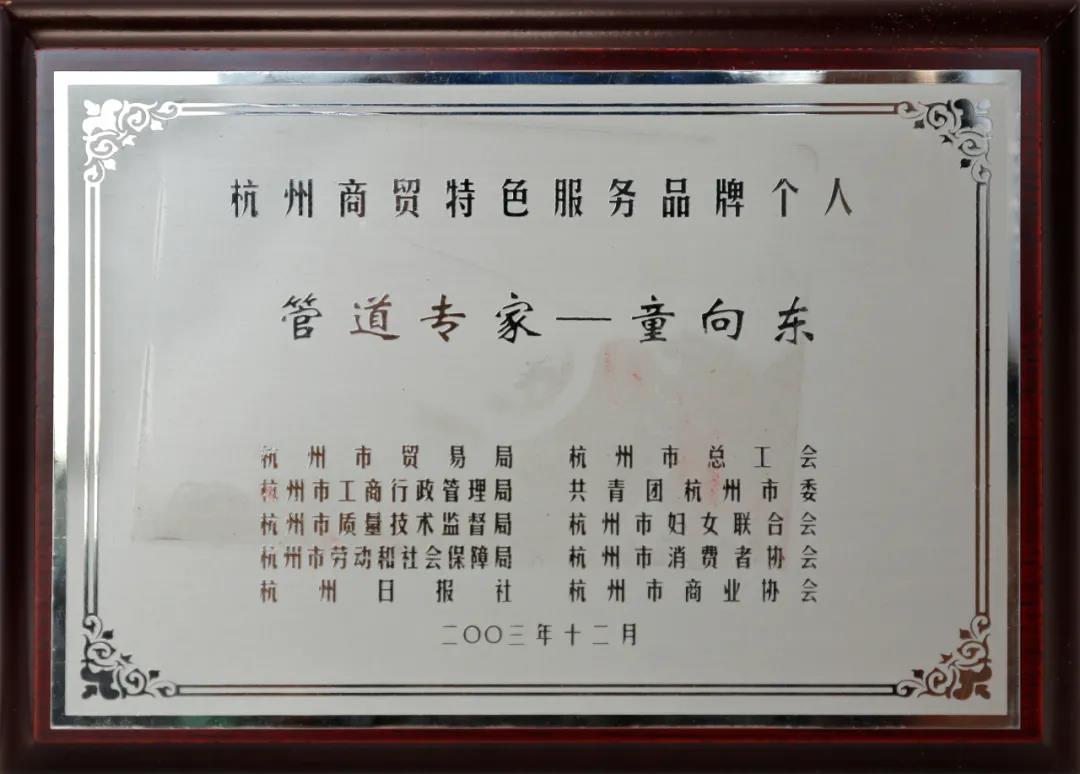 杭州商贸特色服务品牌个人
管道专家—童向东
杭州市贸易局 杭州市总工会
杭州市工商行政管理局 共青团杭州市委
杭州市质量技术监督局 杭州市妇女联合会
杭州市劳动和社会保障局 杭州市消费者协会
杭州日报社 杭州市商业协会
二〇〇三年十二月